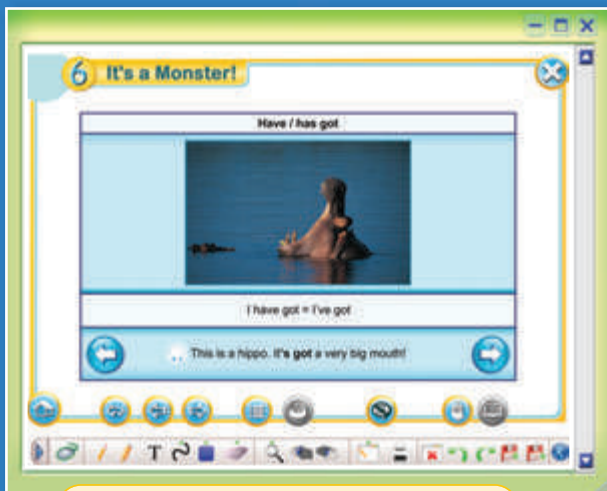 6 It's a Monster!
Have / has got
I have got = I've got
This is a hippo. It's got a very big mouth!
T